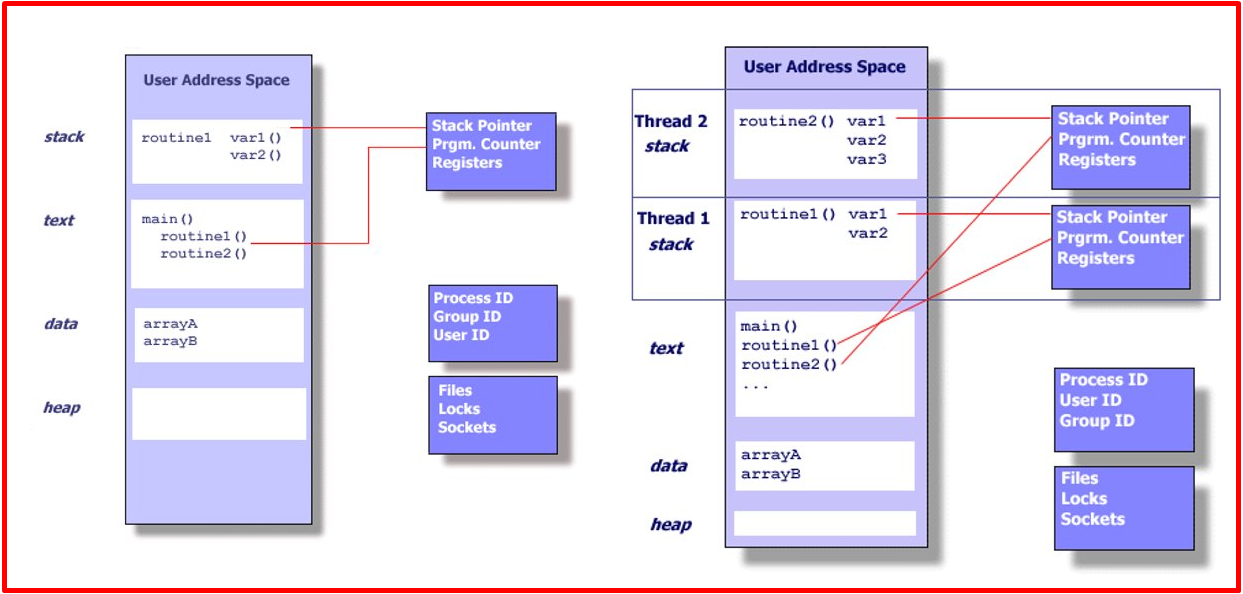 User Address Space
stack
routine1 var1()
var2()
Stack Pointer
Prgm. Counter
Registers
text
main()
routine1()
routine2()
Process ID
Group ID
User ID
data
arrayA
arrayB
Files
Locks
Sockets
heap
User Address Space
Thread 2
stack
routine2() var1
var2
var3
Stack Pointer
Prgrm. Counter
Registers
Thread 1
stack
routine1() var1
var2
Stack Pointer
Prgrm. Counter
Registers
text
main()
routine1()
routine2()
...
Process ID
User ID
Group ID
data
arrayA
arrayB
Files
Locks
Sockets
heap